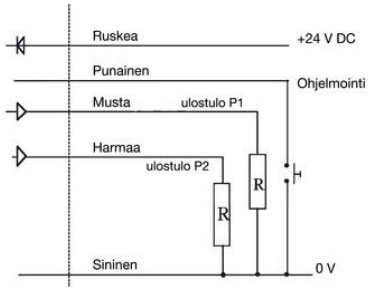 Ruskea
+24 V DC
Punainen
Ohjelmointi
Musta
ulostulo P1
Harmaa
ulostulo P2
R
R
Sininen
0 V